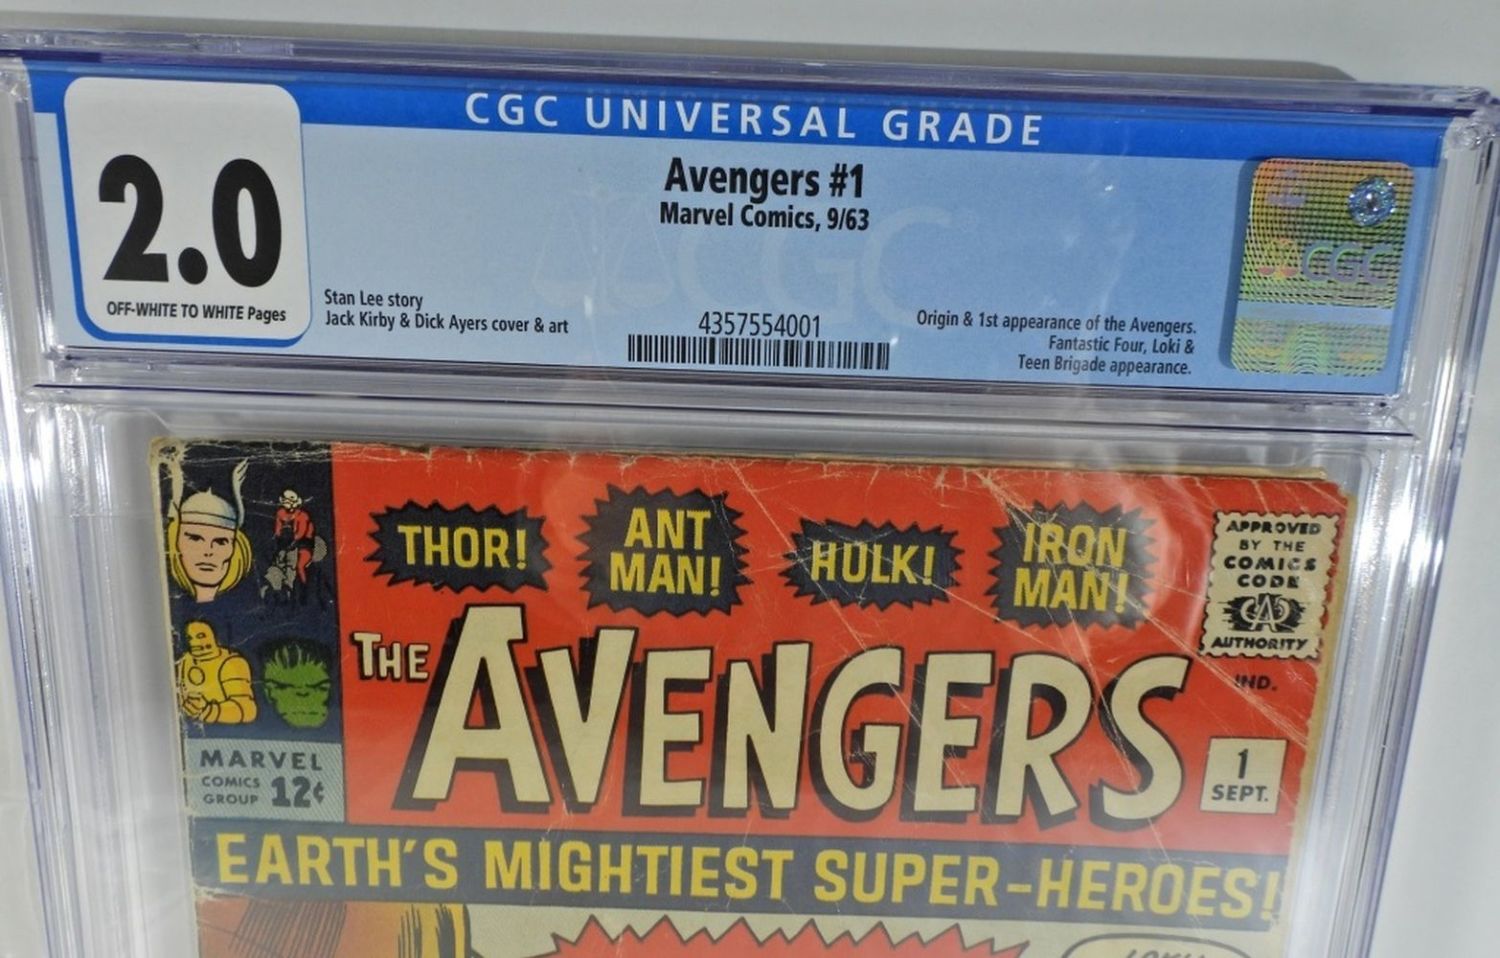 CGC UNIVERSAL GRADE
2.0
OFF-WHITE TO WHITE Pages
Avengers #1
Marvel Comics, 9/63
Stan Lee story
Jack Kirby & Dick Ayers cover & art
4357554001
Origin & 1st appearance of the Avengers.
Fantastic Four, Loki &
Teen Brigade appearance.
CGC
CGC
THOR!
ANT
MAN!
HULK!
IRON
MAN!
APPROVED
BY THE
COMICS
CODE
CA
AUTHORITY
THE AVENGERS
IND.
1
SEPT.
MARVEL
COMICS
GROUP 12¢
EARTH'S MIGHTIEST SUPER-HEROES!